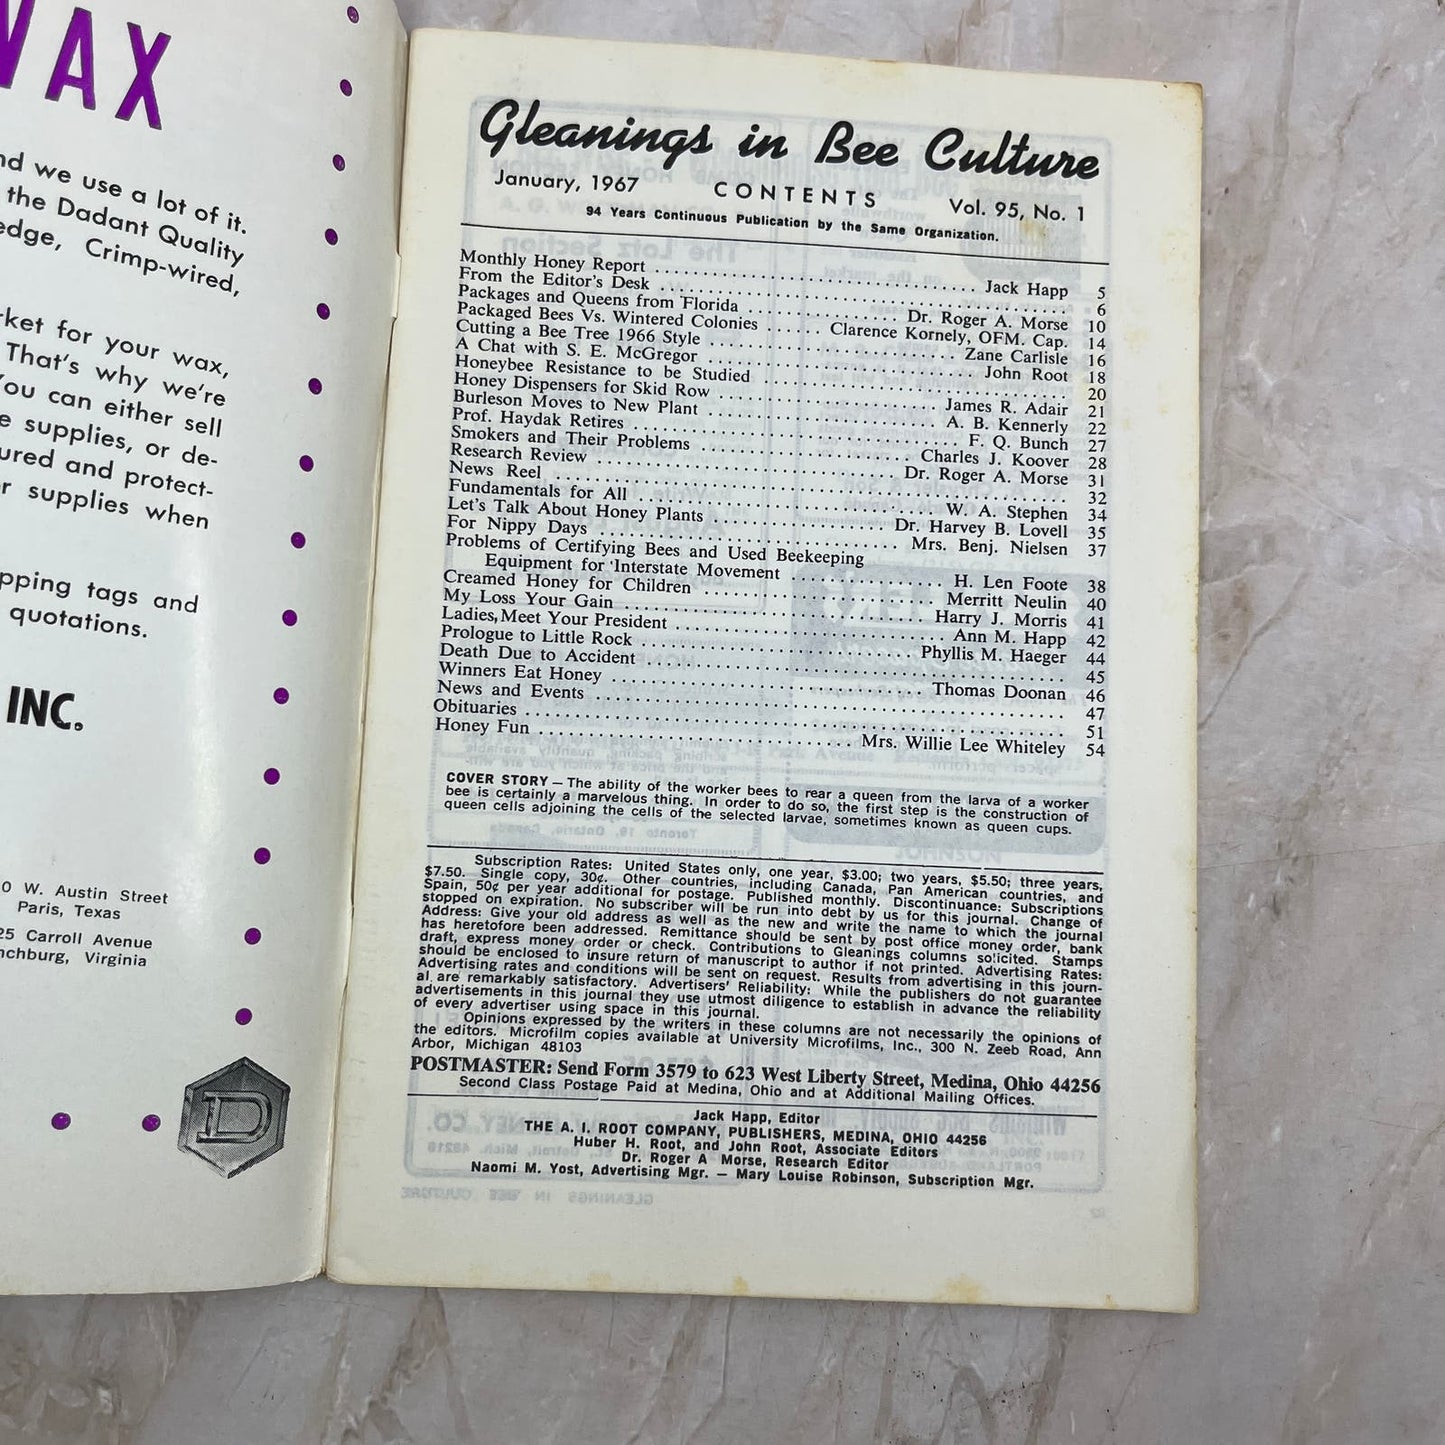 WAX
and we use a lot of it.
the Dadant Quality
edge, Crimp-wired,
rket for your wax,
That's why we're
You can either sell
e supplies, or de-
ured and protect-
r supplies when
pping tags and
quotations.
INC.
0 W. Austin Street
Paris, Texas
25 Carroll Avenue
nchburg, Virginia
D
Gleanings in Bee Culture
January, 1967 CONTENTS Vol. 95, No. 1
94 Years Continuous Publication by the Same Organization.
Monthly Honey Report Jack Happ 5
From the Editor's Desk 6
Packages and Queens from Florida Dr. Roger A. Morse 10
Packaged Bees Vs. Wintered Colonies Clarence Kornely, OFM. Cap. 14
Cutting a Bee Tree 1966 Style Zane Carlisle 16
A Chat with S. E. McGregor John Root 18
Honeybee Resistance to be Studied 20
Honey Dispensers for Skid Row James R. Adair 21
Burleson Moves to New Plant A. B. Kennerly 22
Prof. Haydak Retires F. Q. Bunch 27
Smokers and Their Problems Charles J. Koover 28
Research Review Dr. Roger A. Morse 31
News Reel 32
Fundamentals for All W. A. Stephen 34
Let's Talk About Honey Plants Dr. Harvey B. Lovell 35
For Nippy Days Mrs. Benj. Nielsen 37
Problems of Certifying Bees and Used Beekeeping
Equipment for Interstate Movement H. Len Foote 38
Creamed Honey for Children Merritt Neulin 40
My Loss Your Gain Harry J. Morris 41
Ladies, Meet Your President Ann M. Happ 42
Prologue to Little Rock Phyllis M. Haeger 44
Death Due to Accident 45
Winners Eat Honey Thomas Doonan 46
News and Events 47
Obituaries 51
Honey Fun Mrs. Willie Lee Whiteley 54
COVER STORY — The ability of the worker bees to rear a queen from the larva of a worker
bee is certainly a marvelous thing. In order to do so, the first step is the construction of
queen cells adjoining the cells of the selected larvae, sometimes known as queen cups.
Subscription Rates: United States only, one year, $3.00; two years, $5.50; three years,
$7.50. Single copy, 30¢. Other countries, including Canada, Pan American countries, and
Spain, 50¢ per year additional for postage. Published monthly. Discontinuance: Subscriptions
stopped on expiration. No subscriber will be run into debt by us for this journal. Change of
Address: Give your old address as well as the new and write the name to which the journal
has heretofore been addressed. Remittance should be sent by post office money order, bank
draft, express money order or check. Contributions to Gleanings columns solicited. Stamps
should be enclosed to insure return of manuscript to author if not printed. Advertising Rates:
Advertising rates and conditions will be sent on request. Results from advertising in this journ-
al are remarkably satisfactory. Advertisers' Reliability: While the publishers do not guarantee
advertisements in this journal they use utmost diligence to establish in advance the reliability
of every advertiser using space in this journal.
Opinions expressed by the writers in these columns are not necessarily the opinions of
the editors. Microfilm copies available at University Microfilms, Inc., 300 N. Zeeb Road, Ann
Arbor, Michigan 48103
POSTMASTER: Send Form 3579 to 623 West Liberty Street, Medina, Ohio 44256
Second Class Postage Paid at Medina, Ohio and at Additional Mailing Offices.
Jack Happ, Editor
THE A. I. ROOT COMPANY, PUBLISHERS, MEDINA, OHIO 44256
Huber H. Root, and John Root, Associate Editors
Dr. Roger A Morse, Research Editor
Naomi M. Yost, Advertising Mgr. — Mary Louise Robinson, Subscription Mgr.